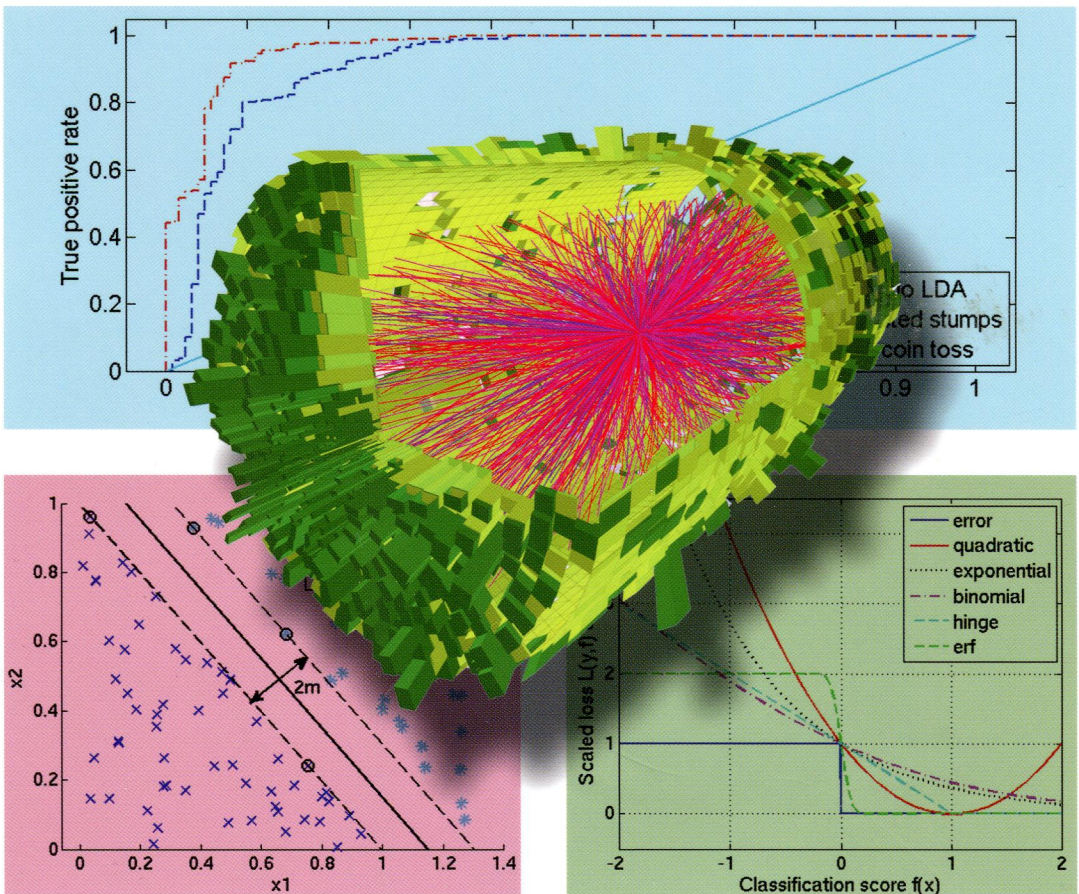 1
0.8
0.6
0.4
0.2
0
True positive rate
0
0.9
1
LDA
stumps
coin toss
1
0.8
0.6
0.4
0.2
0
x2
2m
0
0.2
0.4
0.6
0.8
1
1.2
1.4
x1
error
quadratic
exponential
binomial
hinge
erf
2
1
0
Scaled loss L(y,f)
-2
-1
0
1
2
Classification score f(x)